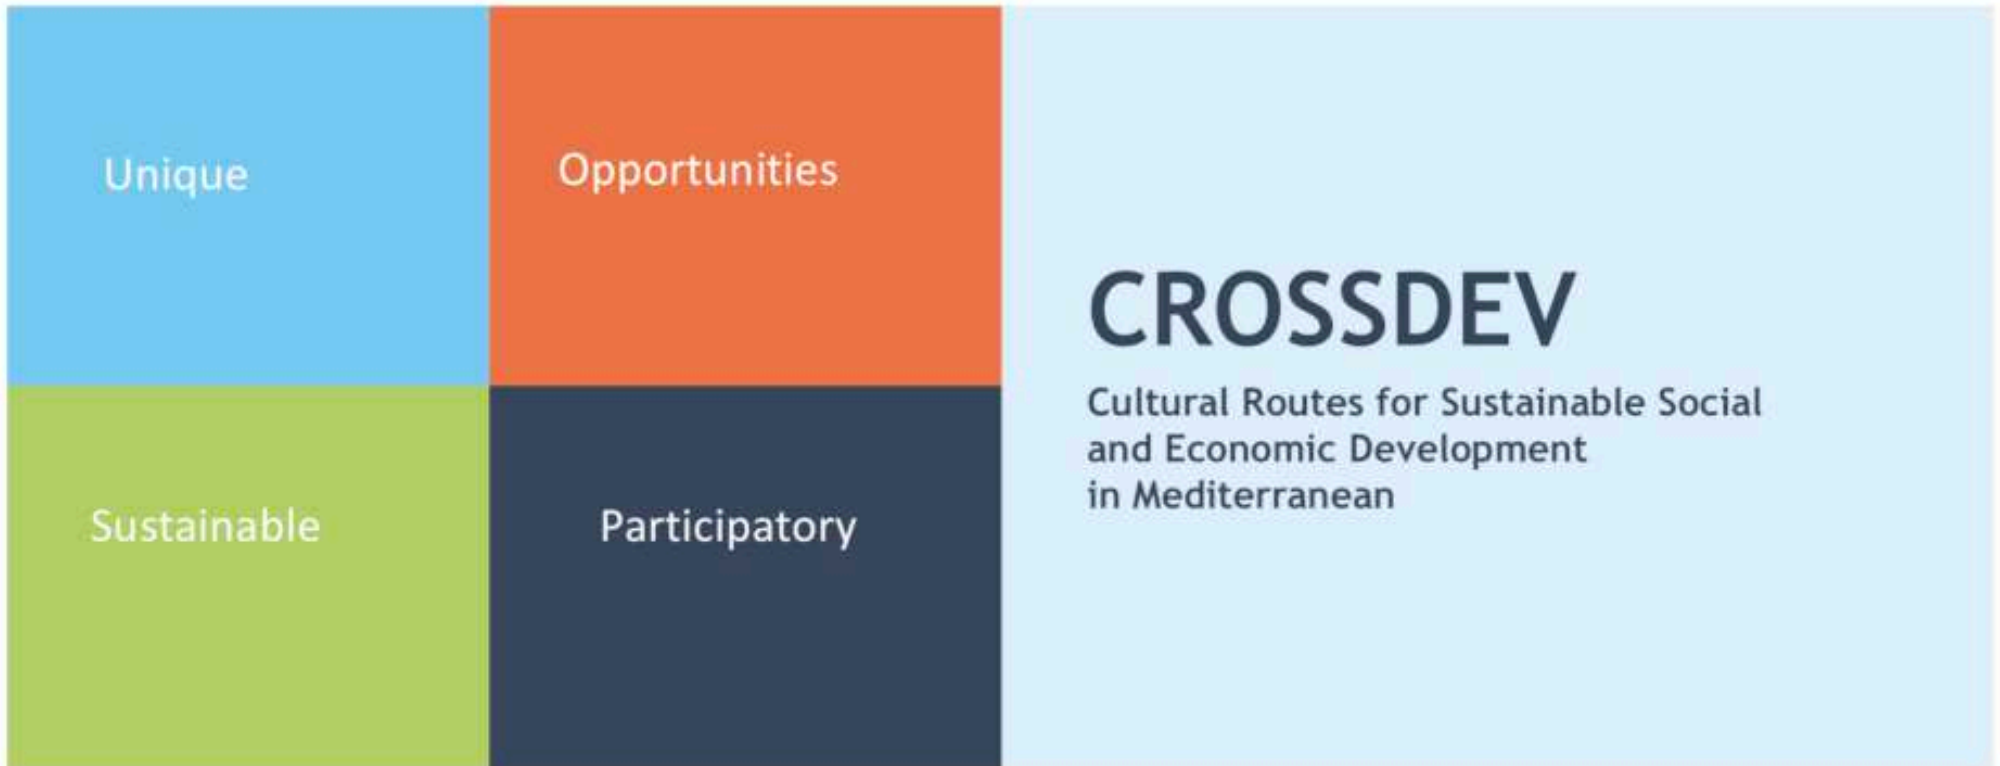 Unique
Opportunities
Sustainable
Participatory
CROSSDEV
Cultural Routes for Sustainable Social
and Economic Development
in Mediterranean